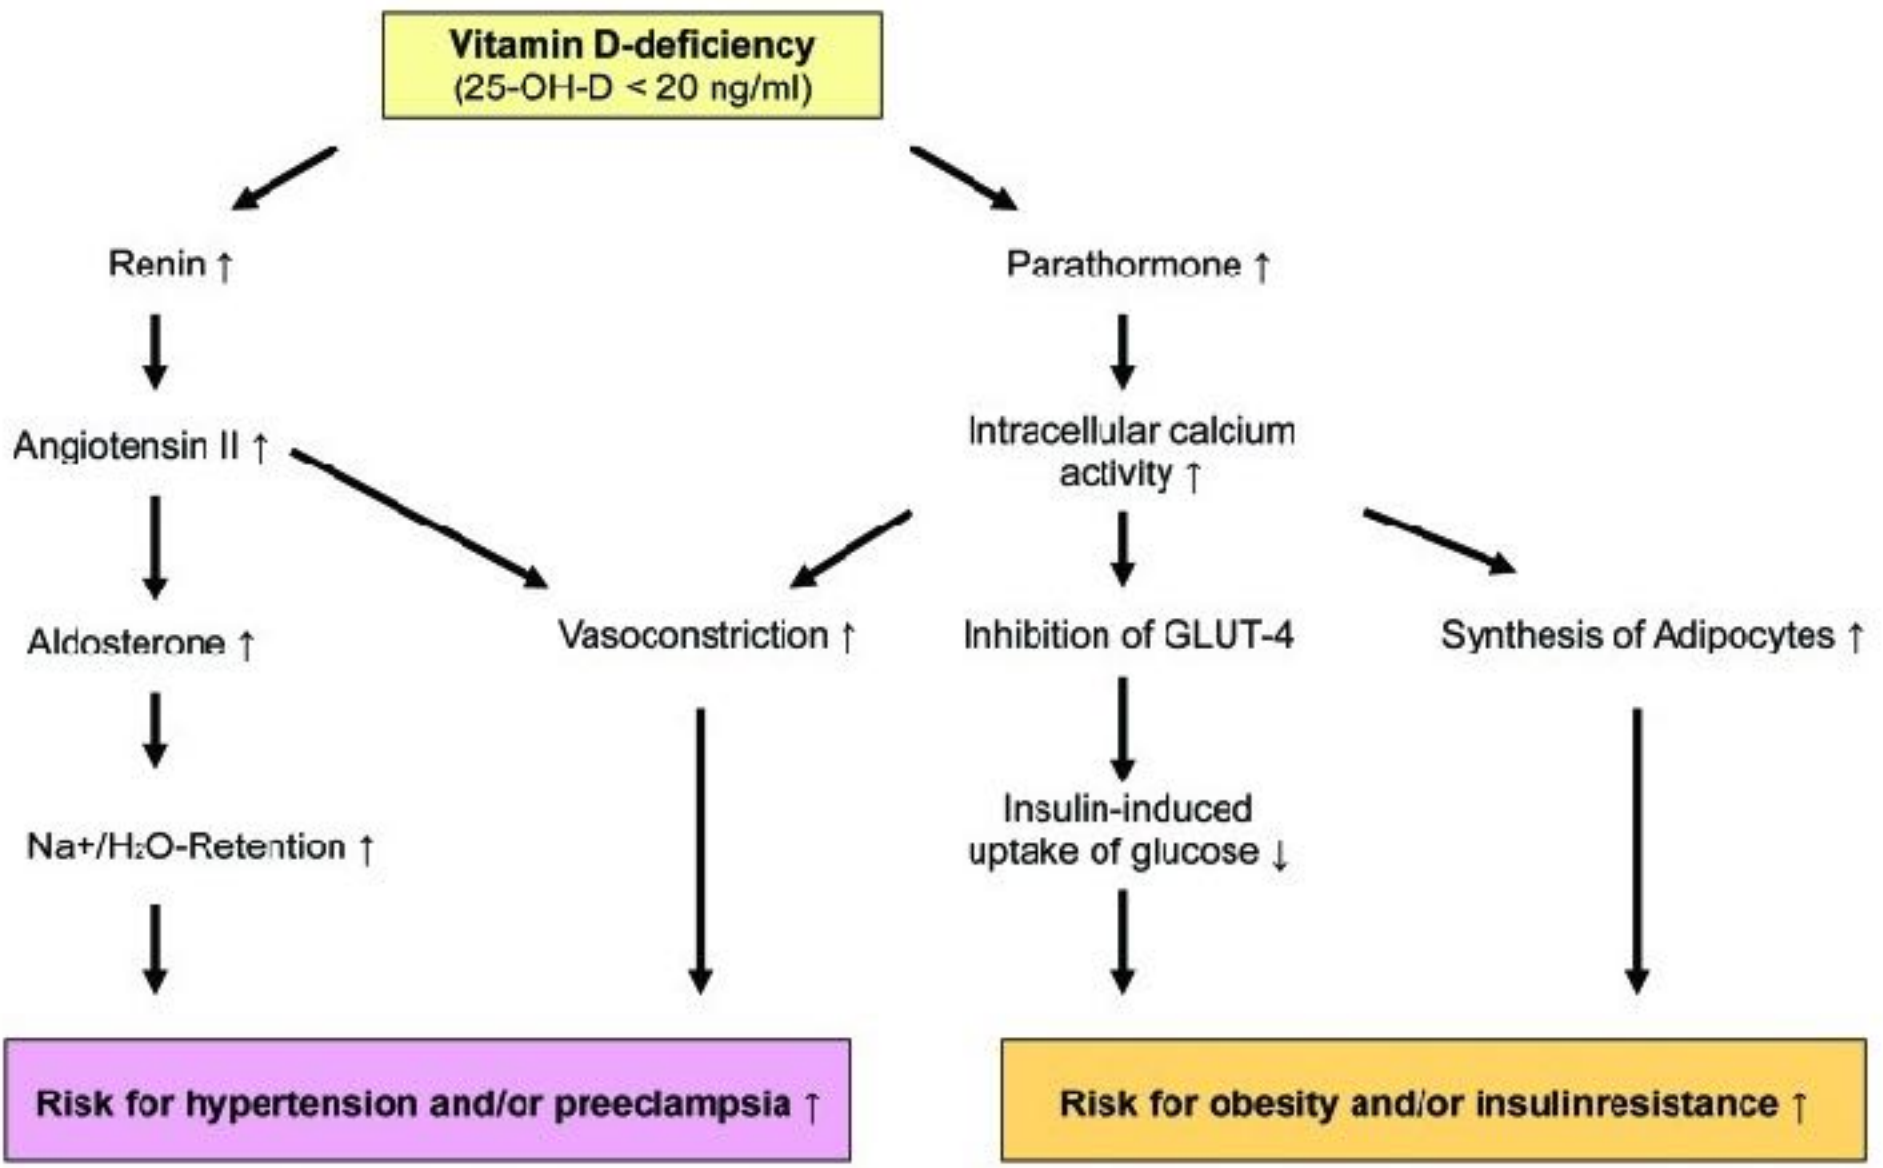 Vitamin D-deficiency
(25-OH-D < 20 ng/ml)
Renin ↑
Parathormone ↑
Angiotensin II ↑
Intracellular calcium
activity ↑
Aldosterone ↑
Vasoconstriction ↑
Inhibition of GLUT-4
Synthesis of Adipocytes ↑
Na+/H₂O-Retention ↑
Insulin-induced
uptake of glucose ↓
Risk for hypertension and/or preeclampsia ↑
Risk for obesity and/or insulinresistance ↑